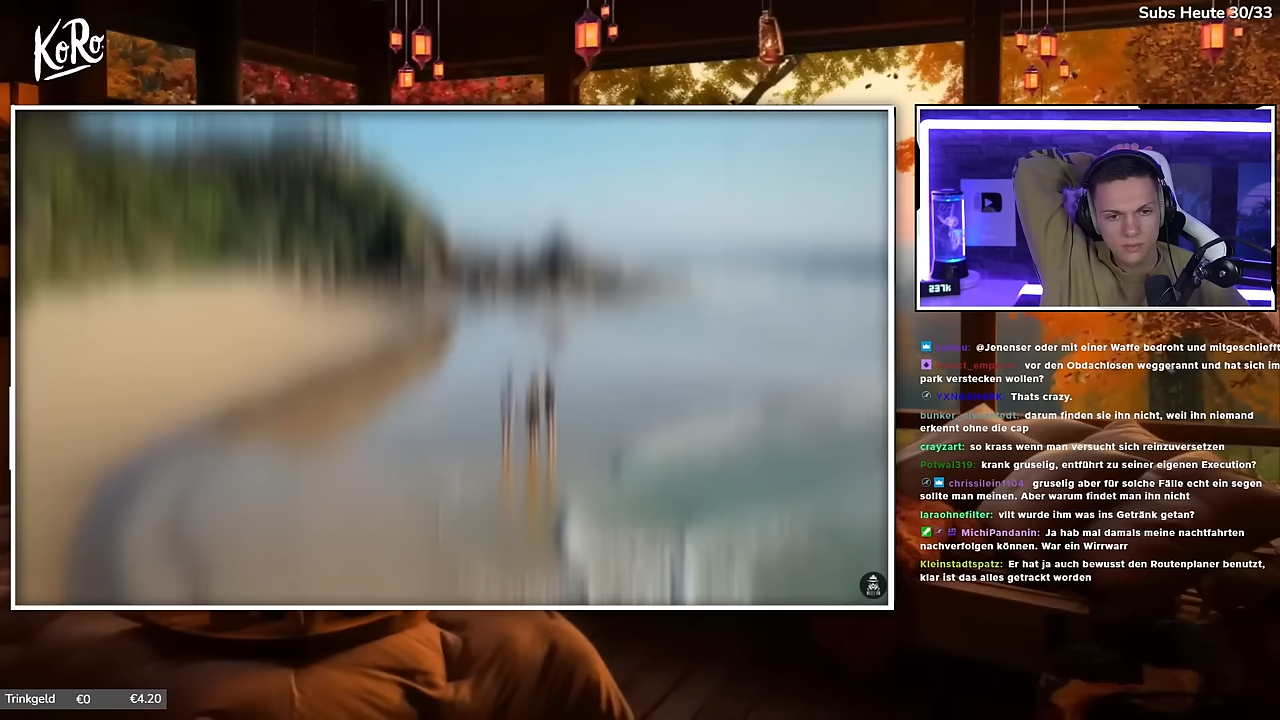 Subs Heute 30/33
KoRo
237k
@Jenenser oder mit einer Waffe bedroht und mitgeschlieff
vor den Obdachlosen weggerannt und hat sich im
park verstecken wollen?
Thats crazy.
darum finden sie ihn nicht, weil ihn niemand
erkennt ohne die cap
crayzart: so krass wenn man versucht sich reinzuversetzen
Potwal319: krank gruselig, entführt zu seiner eigenen Execution?
chrissilein1104 gruselig aber für solche Fälle echt ein segen
sollte man meinen. Aber warum findet man ihn nicht
laraohnefilter: vllt wurde ihm was ins Getränk getan?
MichiPandanin: Ja hab mal damals meine nachtfahrten
nachverfolgen können. War ein Wirrwarr
Kleinstadtspatz: Er hat ja auch bewusst den Routenplaner benutzt,
klar ist das alles getrackt worden
Trinkgeld €0 €4.20